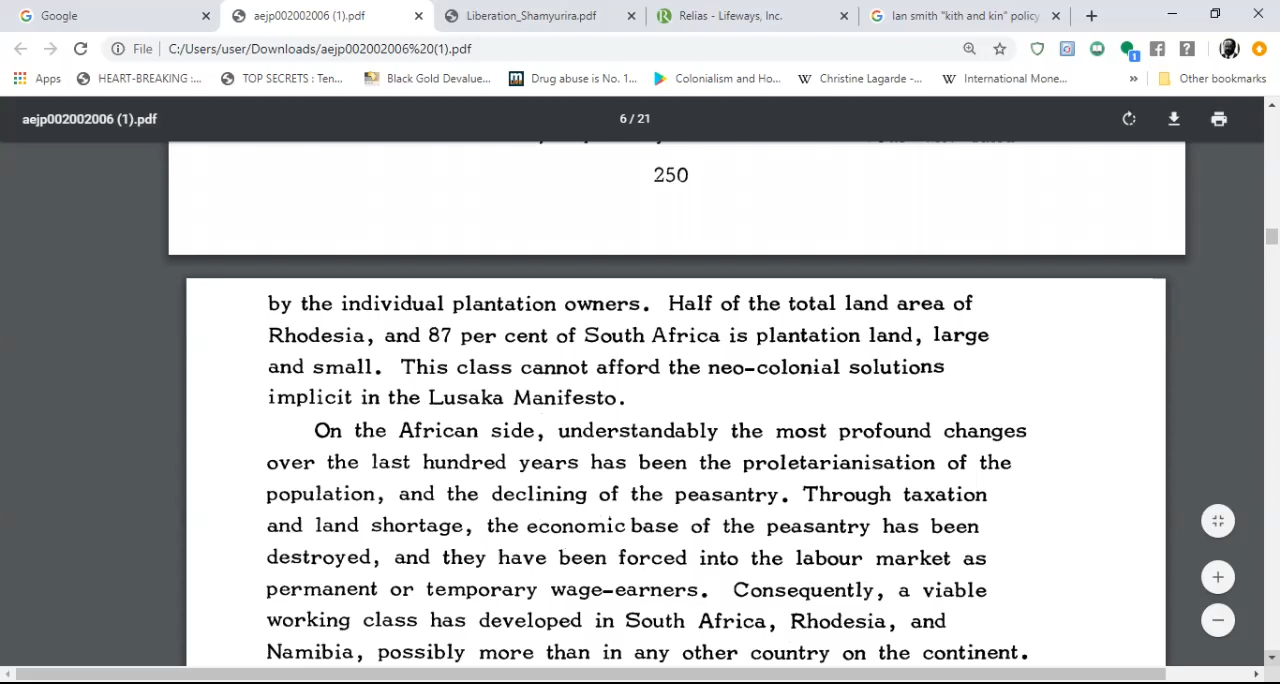 Google
aejp002002006 (1).pdf
Liberation_Shamyurira.pdf
Relias - Lifeways, Inc.
Ian smith "kith and kin" policy
File
C:/Users/user/Downloads/aejp002002006%20(1).pdf
1
Apps
HEART-BREAKING :...
TOP SECRETS : Ten...
Black Gold Devalue...
Drug abuse is No. 1...
Colonialism and Ho...
Christine Lagarde -...
International Mone...
»
Other bookmarks
aejp002002006 (1).pdf
6 / 21
250
by the individual plantation owners. Half of the total land area of
Rhodesia, and 87 per cent of South Africa is plantation land, large
and small. This class cannot afford the neo-colonial solutions
implicit in the Lusaka Manifesto.
On the African side, understandably the most profound changes
over the last hundred years has been the proletarianisation of the
population, and the declining of the peasantry. Through taxation
and land shortage, the economic base of the peasantry has been
destroyed, and they have been forced into the labour market as
permanent or temporary wage-earners. Consequently, a viable
working class has developed in South Africa, Rhodesia, and
Namibia, possibly more than in any other country on the continent.